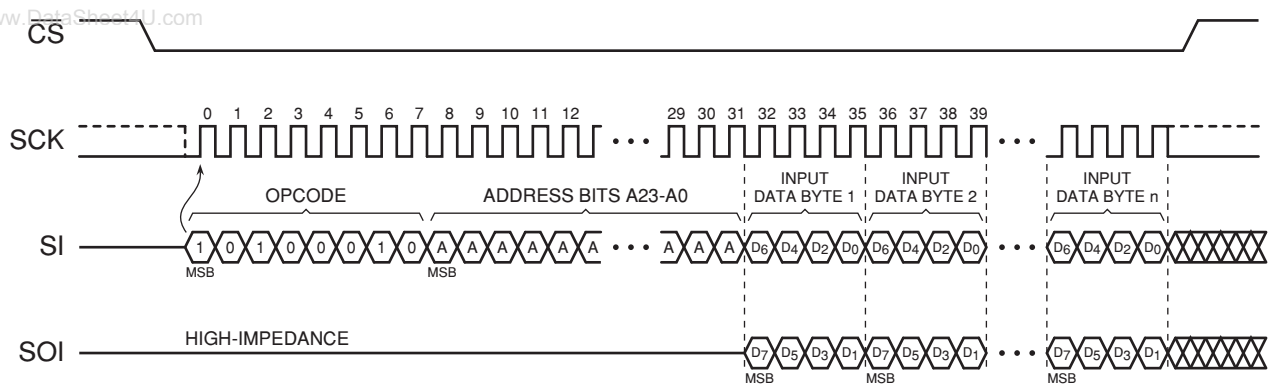 www.DataSheet4U.com
CS
0 1 2 3 4 5 6 7 8 9 10 11 12 29 30 31 32 33 34 35 36 37 38 39
SCK • • • • • •
OPCODE ADDRESS BITS A23-A0 INPUT DATA BYTE 1 INPUT DATA BYTE 2 INPUT DATA BYTE n
SI 1 0 1 0 0 0 1 0 A A A A A A • • • A A A D6 D4 D2 D0 D6 D4 D2 D0 • • • D6 D4 D2 D0
MSB MSB
HIGH-IMPEDANCE
SOI D7 D5 D3 D1 D7 D5 D3 D1 • • • D7 D5 D3 D1
MSB MSB MSB